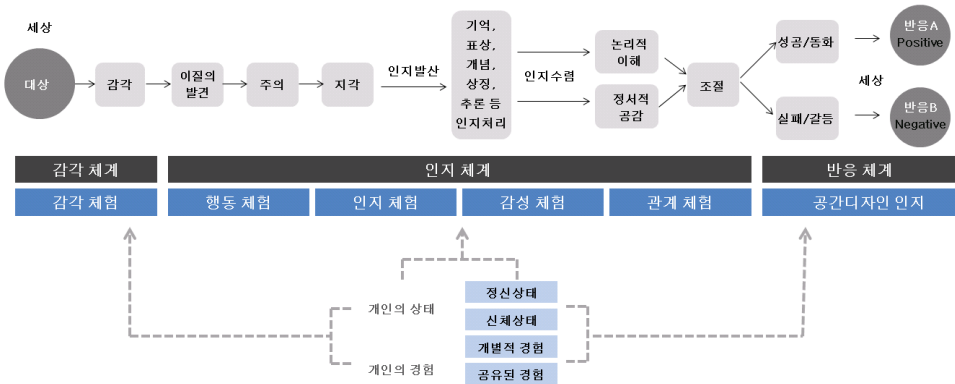 세상
대상
감각
이질의
발견
주의
지각
인지발산
기억,
표상,
개념,
상징,
추론 등
인지처리
인지수렴
논리적
이해
정서적
공감
조절
성공/동화
실패/갈등
반응A
Positive
세상
반응B
Negative
감각 체계
인지 체계
반응 체계
감각 체험
행동 체험
인지 체험
감성 체험
관계 체험
공간디자인 인지
개인의 상태
개인의 경험
정신상태
신체상태
개별적 경험
공유된 경험